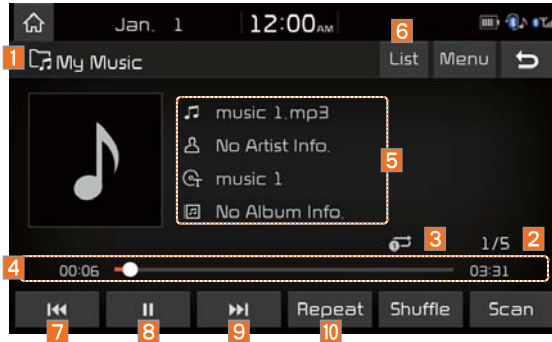 Jan. 1 12:00AM
6
1 My Music List Menu
music 1.mp3
No Artist Info.
5
music 1
No Album Info.
1 3 1/5 2
4
00:06 03:31
Repeat Shuffle Scan
7 8 9 10